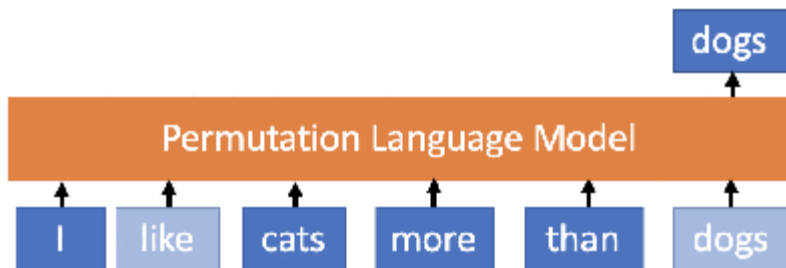 dogs
Permutation Language Model
I like cats more than dogs